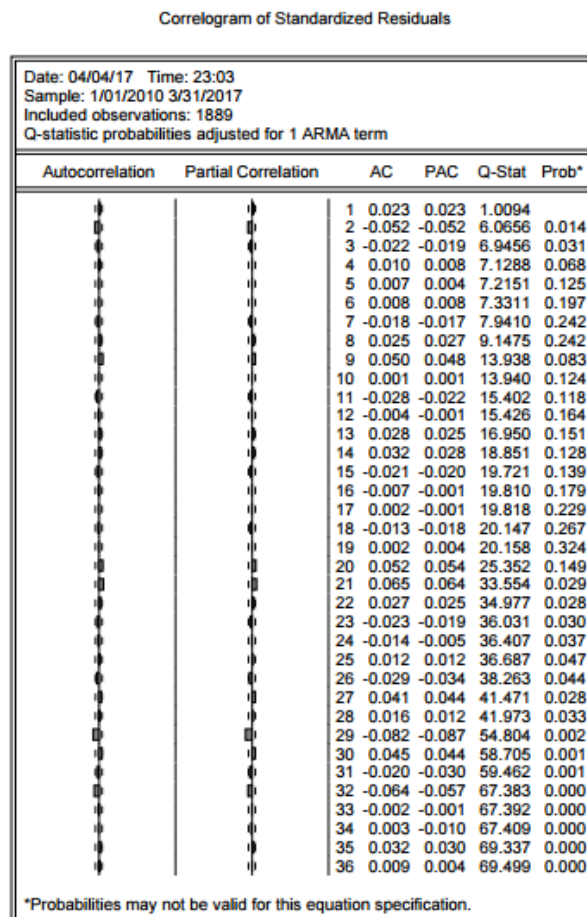 Correlogram of Standardized Residuals
Date: 04/04/17 Time: 23:03
Sample: 1/01/2010 3/31/2017
Included observations: 1889
Q-statistic probabilities adjusted for 1 ARMA term
Autocorrelation Partial Correlation AC PAC Q-Stat Prob*
1 0.023 0.023 1.0094
2 -0.052 -0.052 6.0656 0.014
3 -0.022 -0.019 6.9456 0.031
4 0.010 0.008 7.1288 0.068
5 0.007 0.004 7.2151 0.125
6 0.008 0.008 7.3311 0.197
7 -0.018 -0.017 7.9410 0.242
8 0.025 0.027 9.1475 0.242
9 0.050 0.048 13.938 0.083
10 0.001 0.001 13.940 0.124
11 -0.028 -0.022 15.402 0.118
12 -0.004 -0.001 15.426 0.164
13 0.028 0.025 16.950 0.151
14 0.032 0.028 18.851 0.128
15 -0.021 -0.020 19.721 0.139
16 -0.007 -0.001 19.810 0.179
17 0.002 -0.001 19.818 0.229
18 -0.013 -0.018 20.147 0.267
19 0.002 0.004 20.158 0.324
20 0.052 0.054 25.352 0.149
21 0.065 0.064 33.554 0.029
22 0.027 0.025 34.977 0.028
23 -0.023 -0.019 36.031 0.030
24 -0.014 -0.005 36.407 0.037
25 0.012 0.012 36.687 0.047
26 -0.029 -0.034 38.263 0.044
27 0.041 0.044 41.471 0.028
28 0.016 0.012 41.973 0.033
29 -0.082 -0.087 54.804 0.002
30 0.045 0.044 58.705 0.001
31 -0.020 -0.030 59.462 0.001
32 -0.064 -0.057 67.383 0.000
33 -0.002 -0.001 67.392 0.000
34 0.003 -0.010 67.409 0.000
35 0.032 0.030 69.337 0.000
36 0.009 0.004 69.499 0.000
*Probabilities may not be valid for this equation specification.